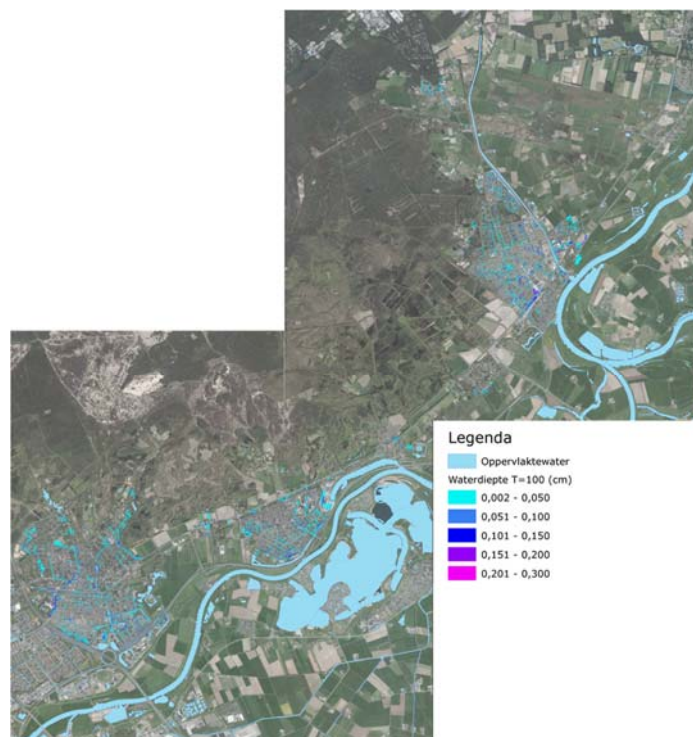 Legenda
Oppervlaktewater
Waterdiepte T=100 (cm)
0,002 - 0,050
0,051 - 0,100
0,101 - 0,150
0,151 - 0,200
0,201 - 0,300